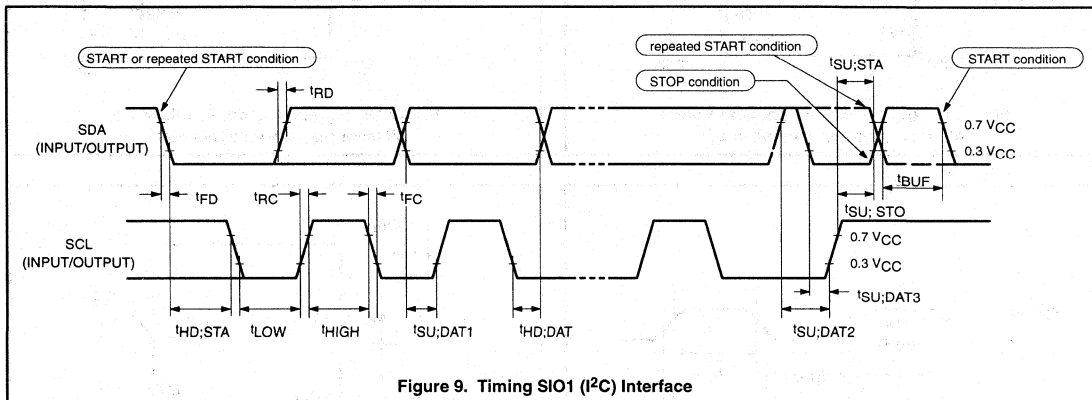 START or repeated START condition
repeated START condition
tSU;STA
START condition
STOP condition
tRD
SDA
(INPUT/OUTPUT)
0.7 VCC
0.3 VCC
tFD
tRC
tFC
tBUF
tSU; STO
SCL
(INPUT/OUTPUT)
0.7 VCC
0.3 VCC
tSU;DAT3
tHD;STA
tLOW
tHIGH
tSU;DAT1
tHD;DAT
tSU;DAT2
Figure 9. Timing SIO1 (I²C) Interface